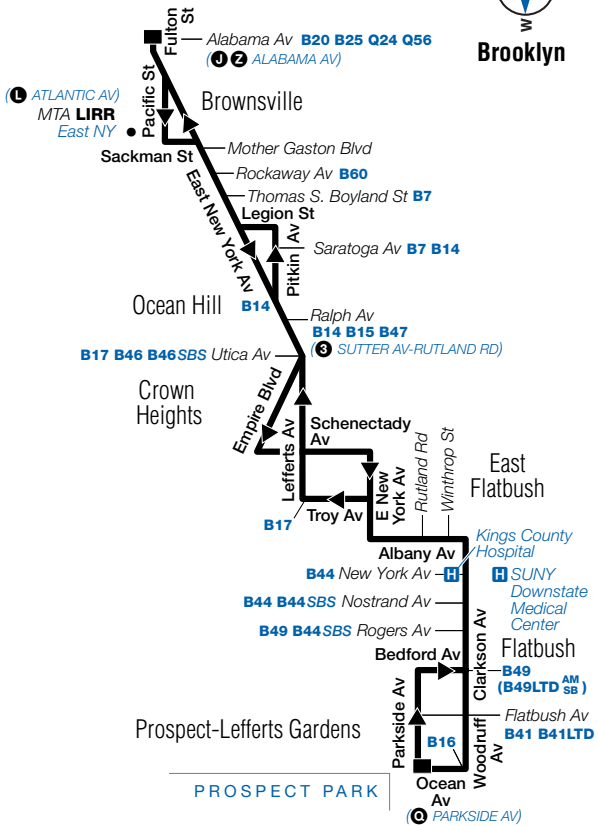 W
Brooklyn
Fulton
St
Alabama Av B20 B25 Q24 Q56
(J Z ALABAMA AV)
Pacific St
(L ATLANTIC AV)
MTA LIRR
East NY
Brownsville
Sackman St
Mother Gaston Blvd
Rockaway Av B60
Thomas S. Boyland St B7
East New York Av
Legion St
Pitkin Av
Saratoga Av B7 B14
B14
Ocean Hill
Ralph Av
B14 B15 B47
(3 SUTTER AV-RUTLAND RD)
B17 B46 B46SBS Utica Av
Crown
Heights
Empire Blvd
Lefferts Av
Schenectady
Av
E New
York Av
Rutland Rd
Winthrop St
East
Flatbush
B17
Troy Av
Albany Av
Kings County
Hospital
B44 New York Av H
H SUNY
Downstate
Medical
Center
B44 B44SBS Nostrand Av
B49 B44SBS Rogers Av
Clarkson Av
Flatbush
Bedford Av
B49
(B49LTD AM SB)
Parkside Av
Flatbush Av
B41 B41LTD
Prospect-Lefferts Gardens
B16
Woodruff
Av
PROSPECT PARK
Ocean
Av
(Q PARKSIDE AV)